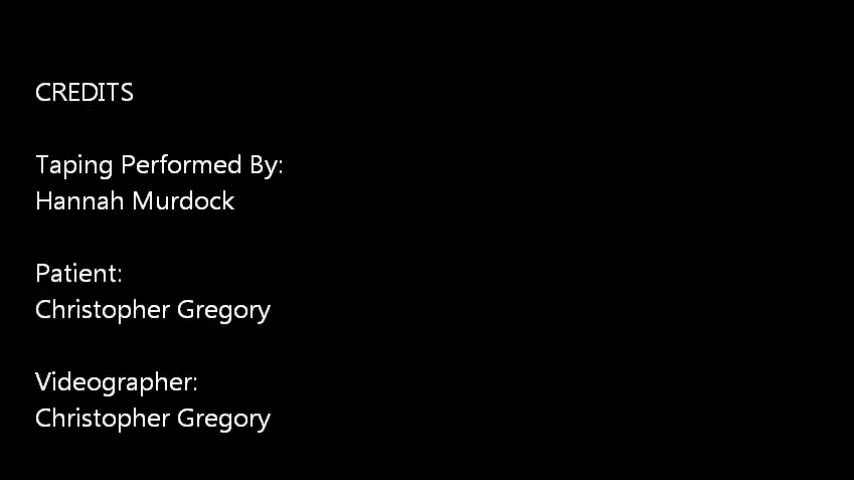 CREDITS
Taping Performed By:
Hannah Murdock
Patient:
Christopher Gregory
Videographer:
Christopher Gregory